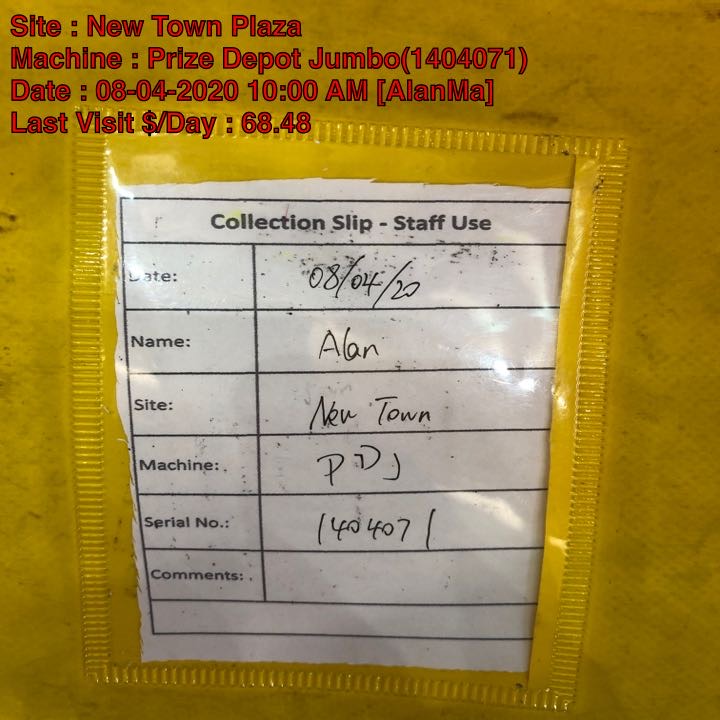 Site : New Town Plaza
Machine : Prize Depot Jumbo(1404071)
Date : 08-04-2020 10:00 AM [AlanMa]
Last Visit $/Day : 68.48
Collection Slip - Staff Use
Date: 08/04/20
Name: Alan
Site: New Town
Machine: PDJ
Serial No.: 1404071
Comments: